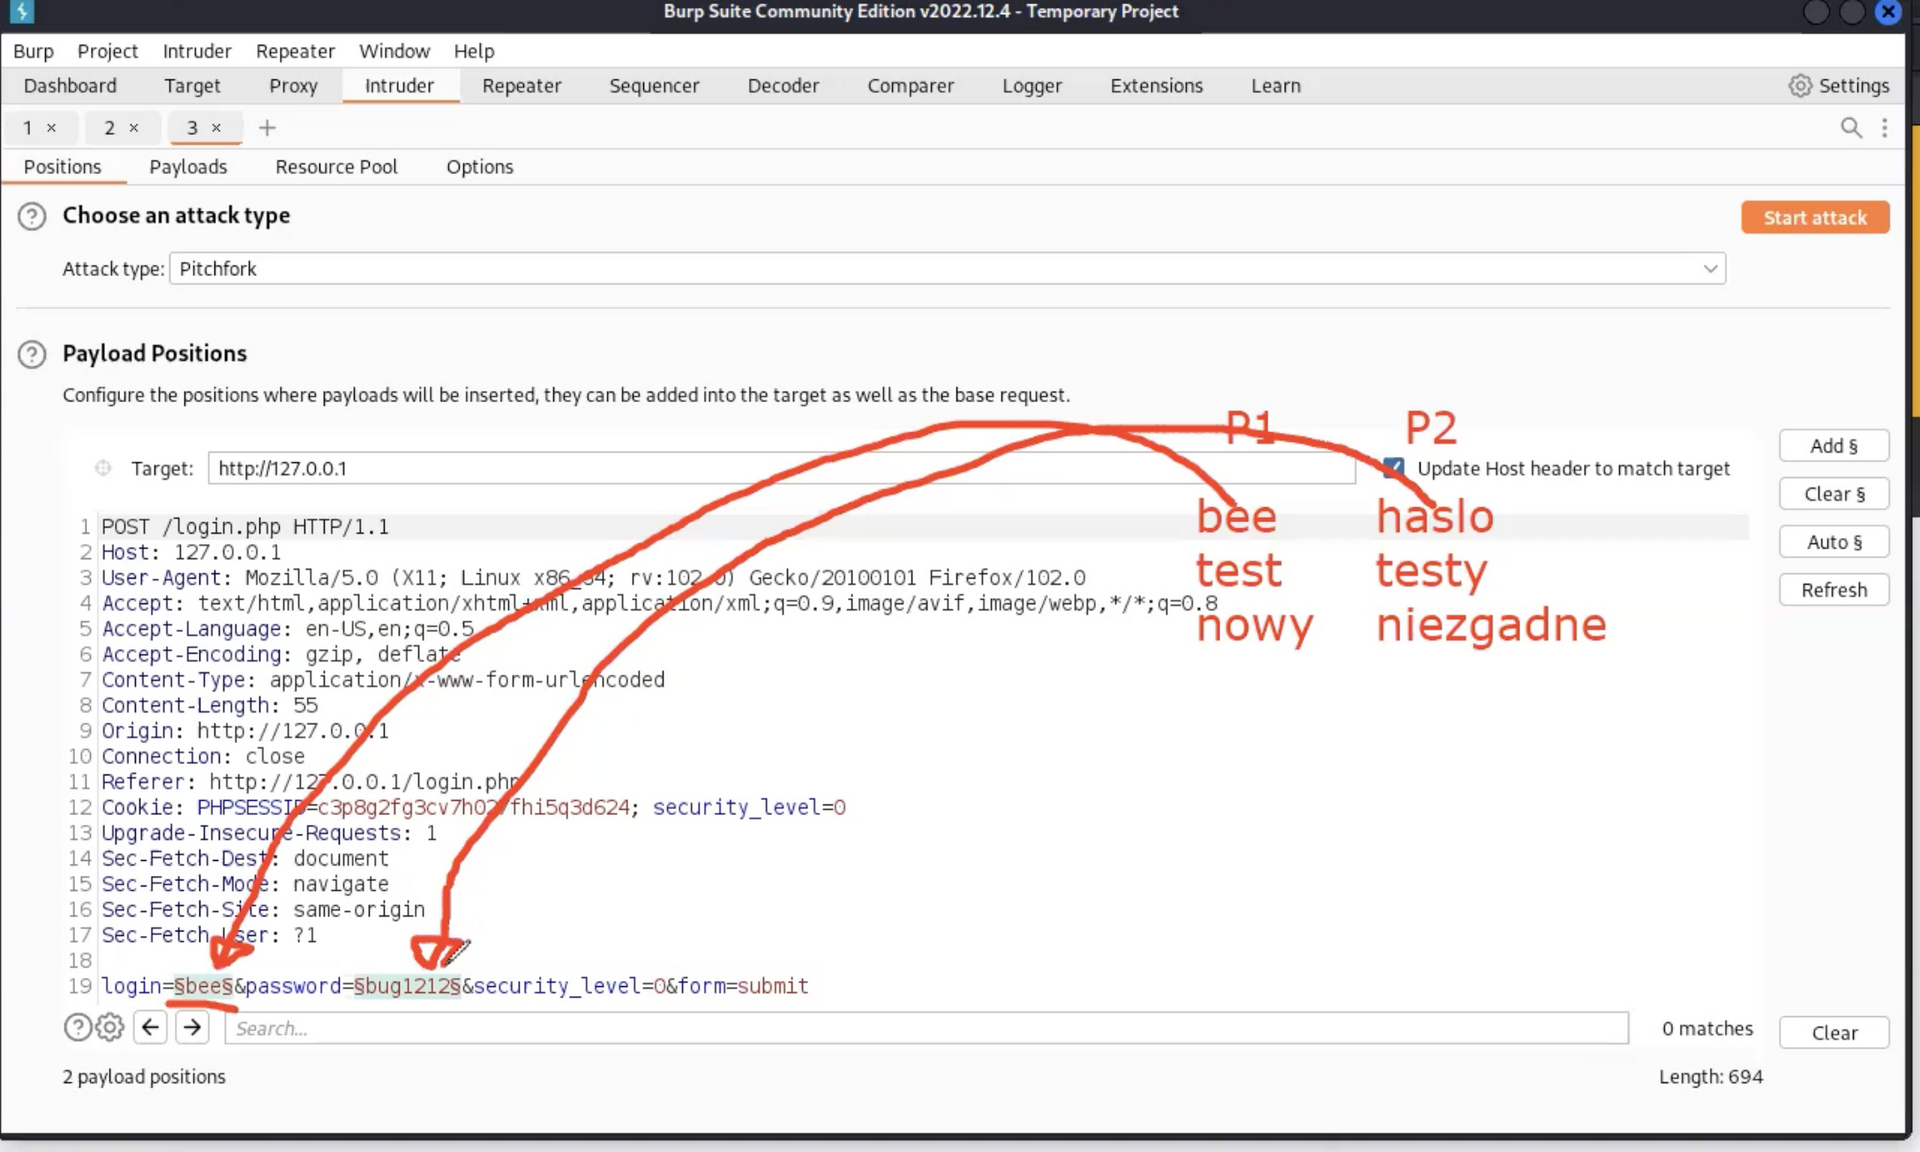 Burp Suite Community Edition v2022.12.4 - Temporary Project
Burp Project Intruder Repeater Window Help
Dashboard Target Proxy Intruder Repeater Sequencer Decoder Comparer Logger Extensions Learn Settings
1 × 2 × 3 × +
Positions Payloads Resource Pool Options
Choose an attack type
Start attack
Attack type: Pitchfork
Payload Positions
Configure the positions where payloads will be inserted, they can be added into the target as well as the base request.
P1 P2
Add §
Target: http://127.0.0.1
Update Host header to match target
Clear §
bee haslo
test testy
nowy niezgadne
Auto §
Refresh
1 POST /login.php HTTP/1.1
2 Host: 127.0.0.1
3 User-Agent: Mozilla/5.0 (X11; Linux x86_64; rv:102.0) Gecko/20100101 Firefox/102.0
4 Accept: text/html,application/xhtml+xml,application/xml;q=0.9,image/avif,image/webp,*/*;q=0.8
5 Accept-Language: en-US,en;q=0.5
6 Accept-Encoding: gzip, deflate
7 Content-Type: application/x-www-form-urlencoded
8 Content-Length: 55
9 Origin: http://127.0.0.1
10 Connection: close
11 Referer: http://127.0.0.1/login.php
12 Cookie: PHPSESSID= security_level=0
13 Upgrade-Insecure-Requests: 1
14 Sec-Fetch-Dest: document
15 Sec-Fetch-Mode: navigate
16 Sec-Fetch-Site: same-origin
17 Sec-Fetch-User: ?1
18
19 login=§bee§&password=§bug1212§&security_level=0&form=submit
Search...
0 matches
Clear
2 payload positions
Length: 694